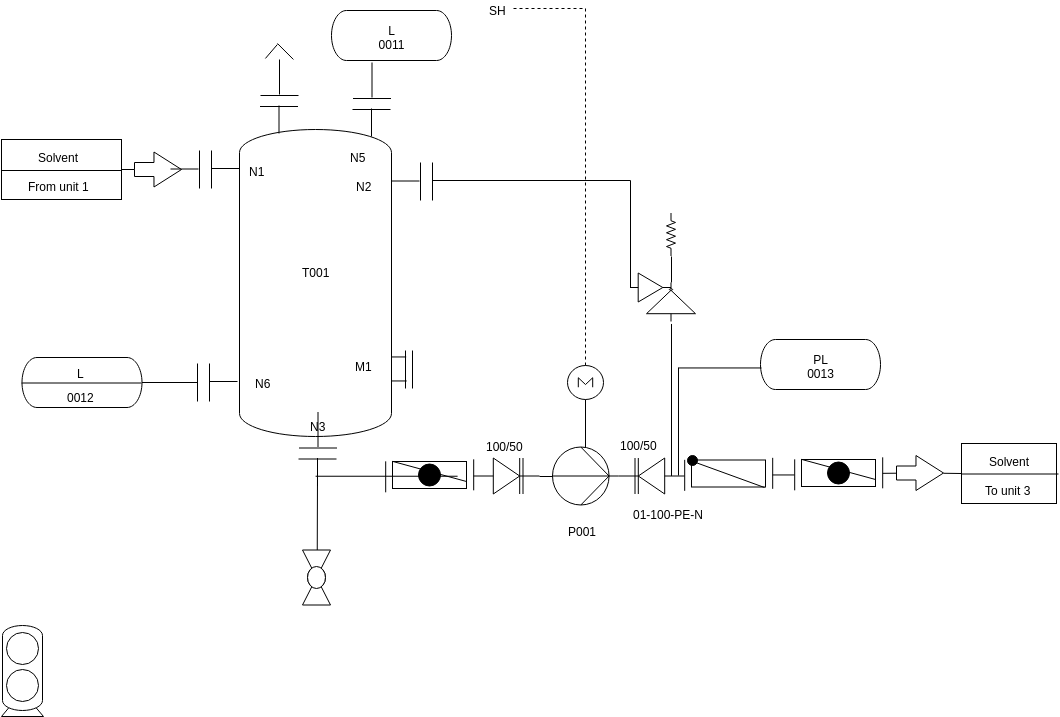 SH
L
0011
Solvent
From unit 1
N1
N5
N2
T001
PL
0013
L
0012
N6
M1
M
N3
100/50
100/50
P001
01-100-PE-N
Solvent
To unit 3